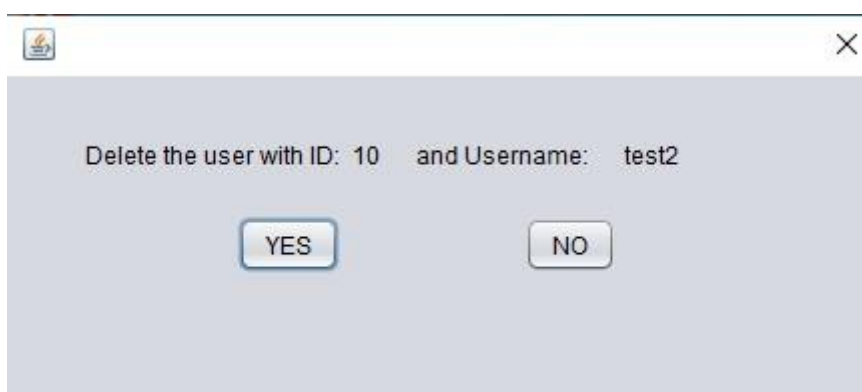 Delete the user with ID: 10 and Username: test2
YES NO